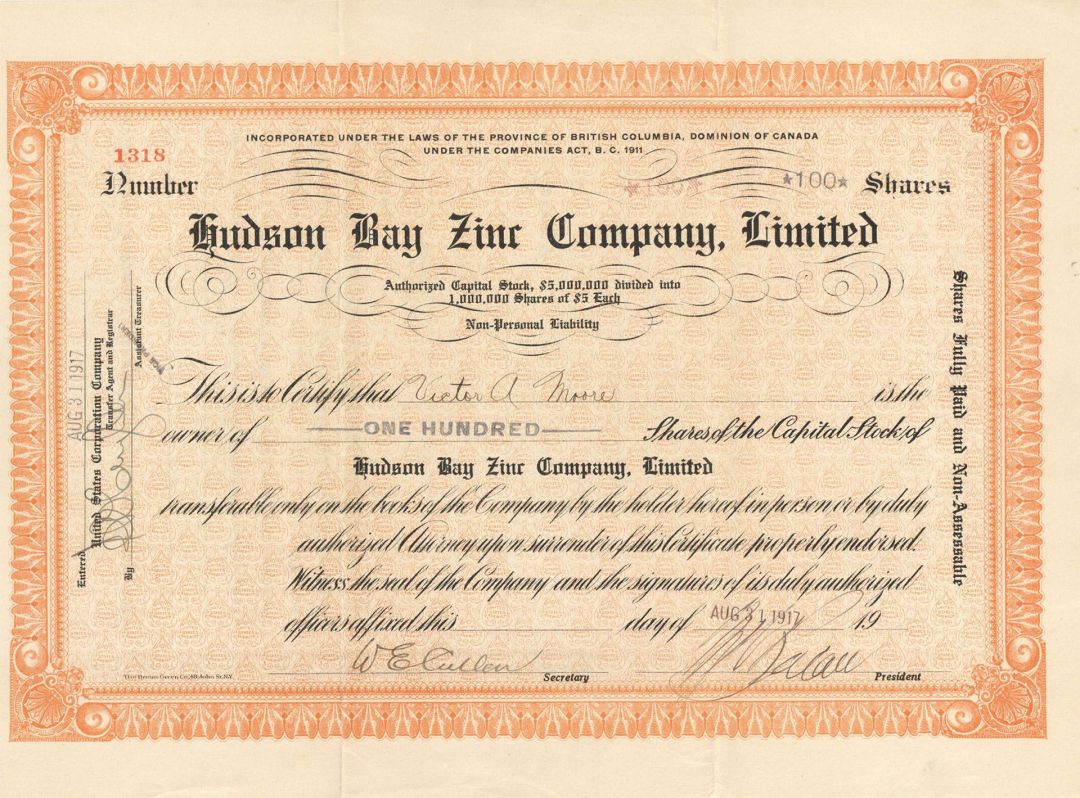 INCORPORATED UNDER THE LAWS OF THE PROVINCE OF BRITISH COLUMBIA, DOMINION OF CANADA
UNDER THE COMPANIES ACT, B. C. 1911
1318
Number
★100★ Shares
Hudson Bay Zinc Company, Limited
Authorized Capital Stock, $5,000,000 divided into
1,000,000 Shares of $5 Each
Non-Personal Liability
This is to Certify that Victor A Moore is the
owner of ONE HUNDRED Shares of the Capital Stock of
Hudson Bay Zinc Company, Limited
transferable only on the books of the Company by the holder hereof in person or by duly
authorized Attorney upon surrender of this Certificate properly endorsed.
Witness the seal of the Company and the signatures of its duly authorized
officers affixed this day of AUG 31 1917 19
W E Cullen
Secretary
President
Entered AUG 31 1917
United States Corporation Company
Transfer Agent and Registrar
By
Assistant Treasurer
Shares Fully Paid and Non-Assessable